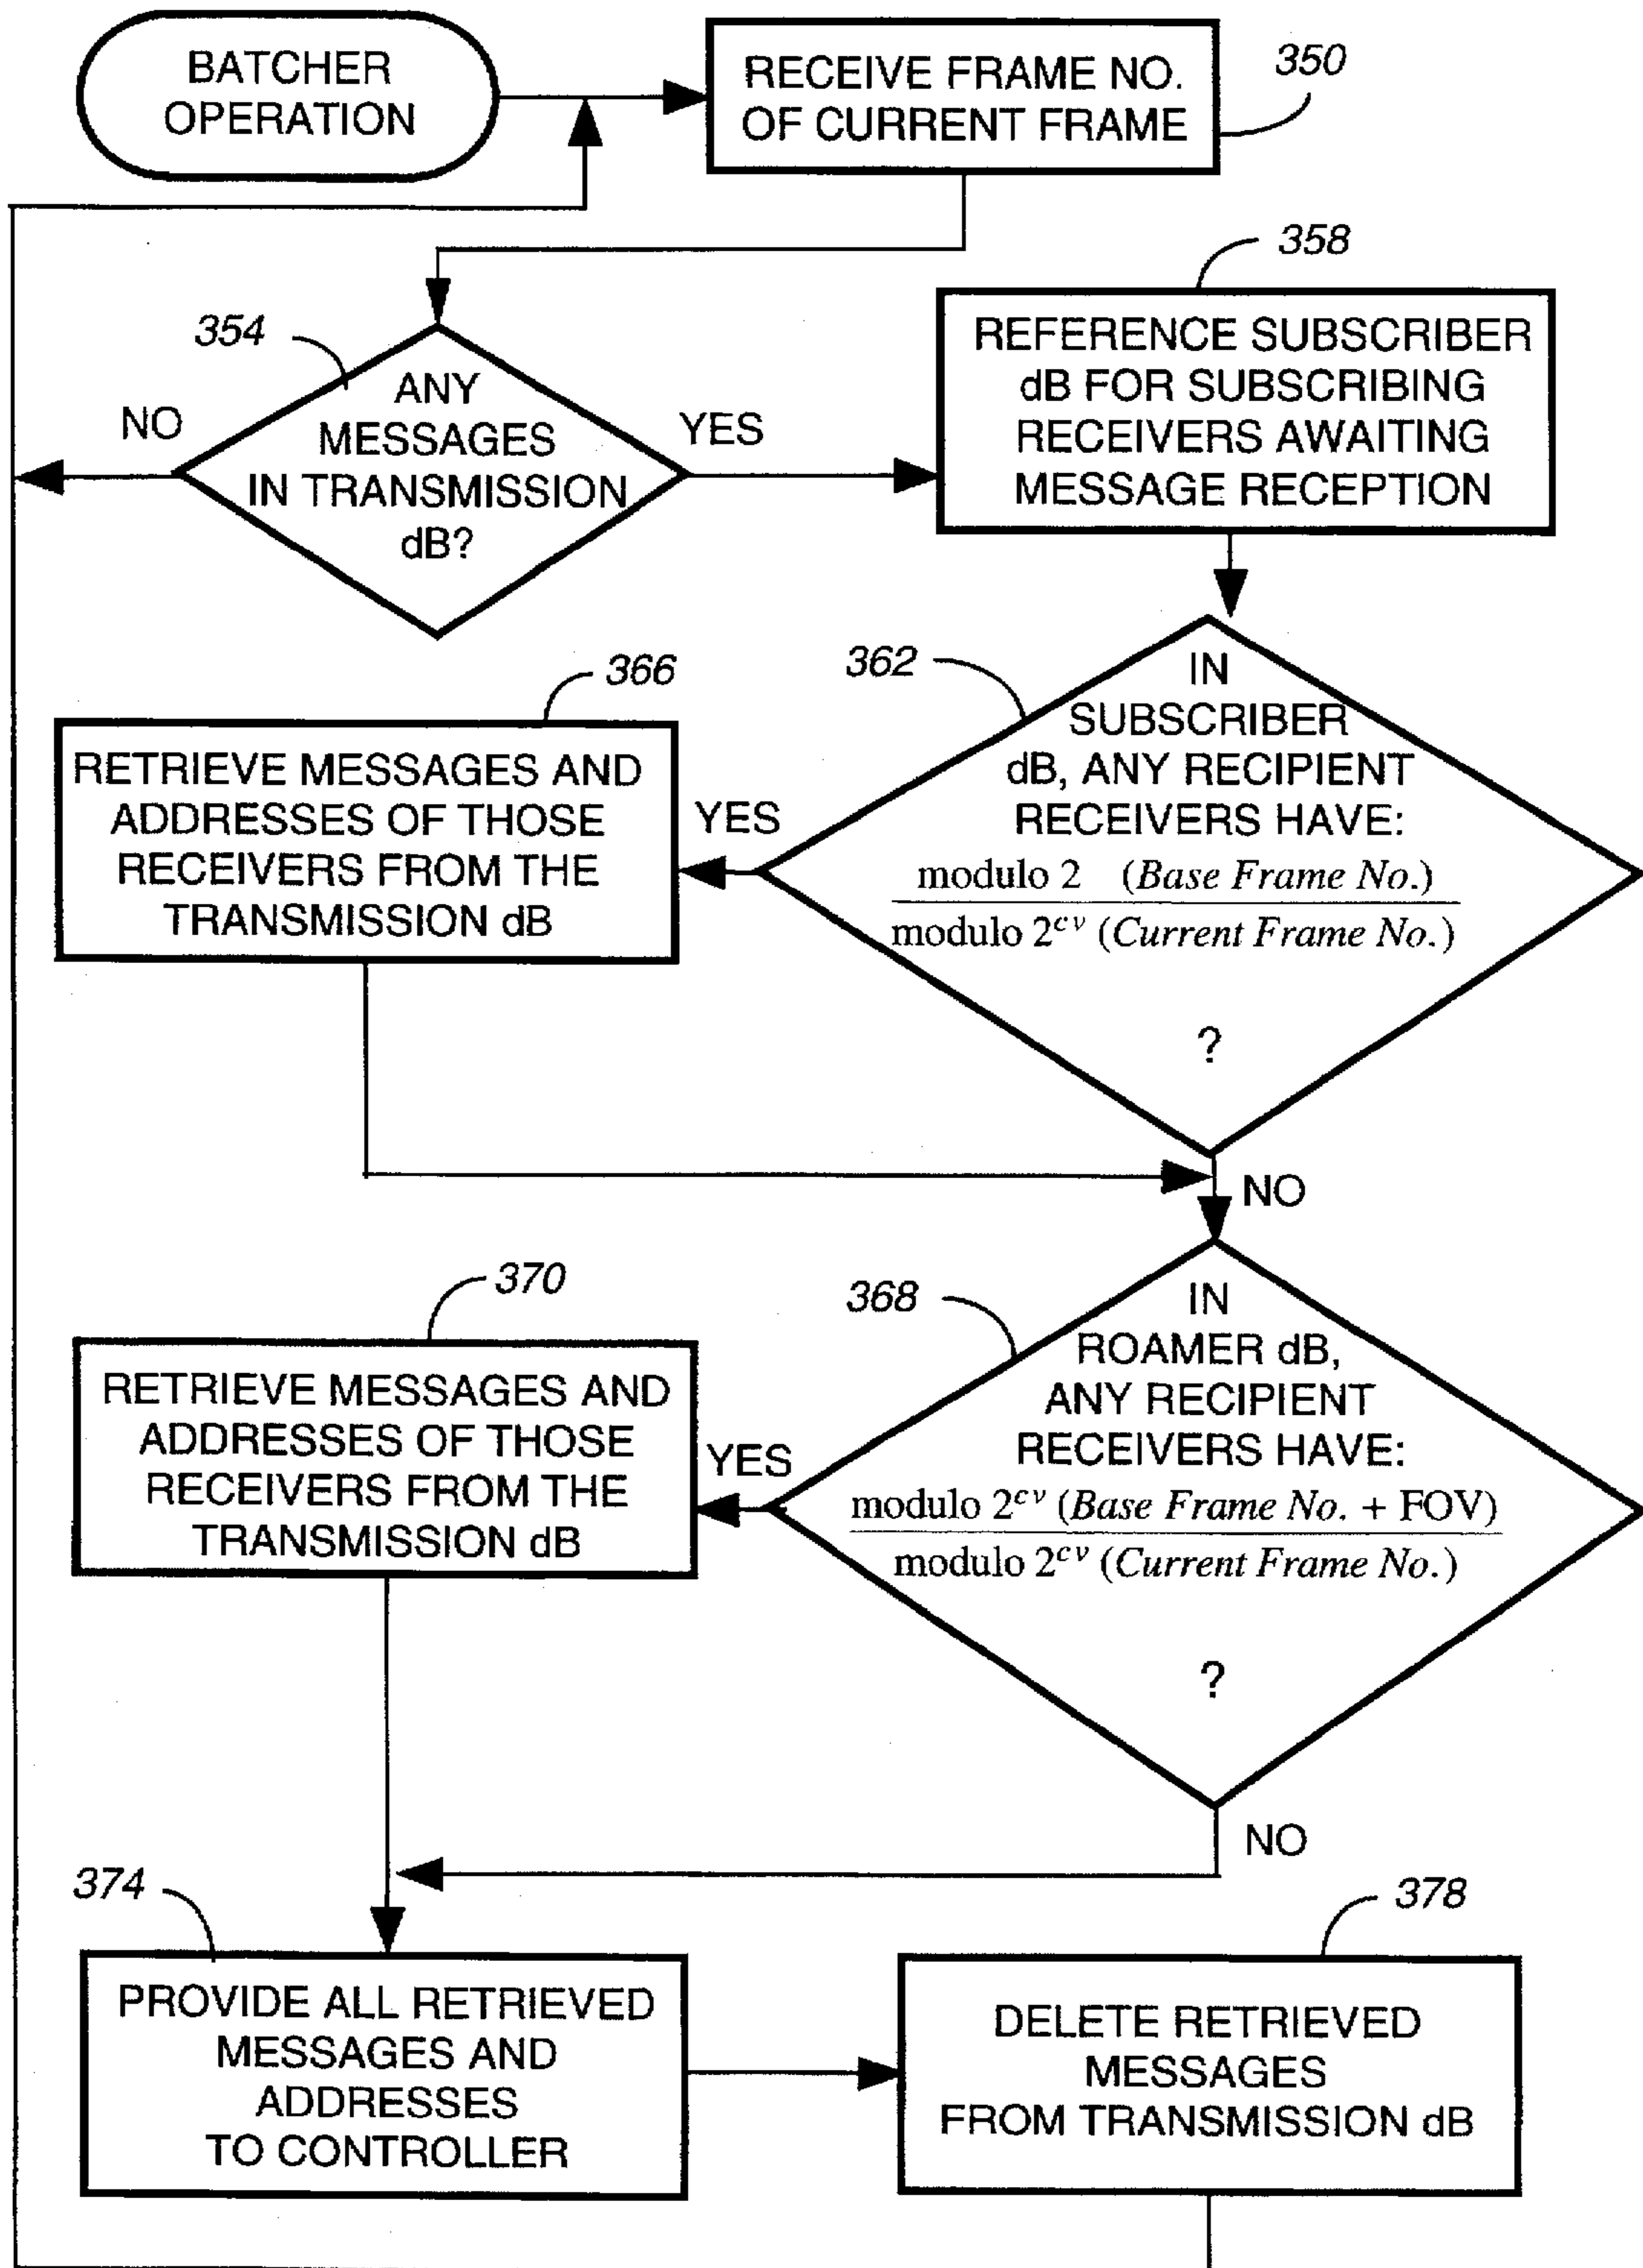 BATCHER
OPERATION
RECEIVE FRAME NO.
OF CURRENT FRAME
350
354
ANY
MESSAGES
IN TRANSMISSION
dB?
NO
YES
358
REFERENCE SUBSCRIBER
dB FOR SUBSCRIBING
RECEIVERS AWAITING
MESSAGE RECEPTION
362
IN
SUBSCRIBER
dB, ANY RECIPIENT
RECEIVERS HAVE:
modulo 2 (Base Frame No.)
modulo 2^cv (Current Frame No.)
?
YES
NO
366
RETRIEVE MESSAGES AND
ADDRESSES OF THOSE
RECEIVERS FROM THE
TRANSMISSION dB
368
IN
ROAMER dB,
ANY RECIPIENT
RECEIVERS HAVE:
modulo 2^cv (Base Frame No. + FOV)
modulo 2^cv (Current Frame No.)
?
YES
NO
370
RETRIEVE MESSAGES AND
ADDRESSES OF THOSE
RECEIVERS FROM THE
TRANSMISSION dB
374
PROVIDE ALL RETRIEVED
MESSAGES AND
ADDRESSES
TO CONTROLLER
378
DELETE RETRIEVED
MESSAGES
FROM TRANSMISSION dB